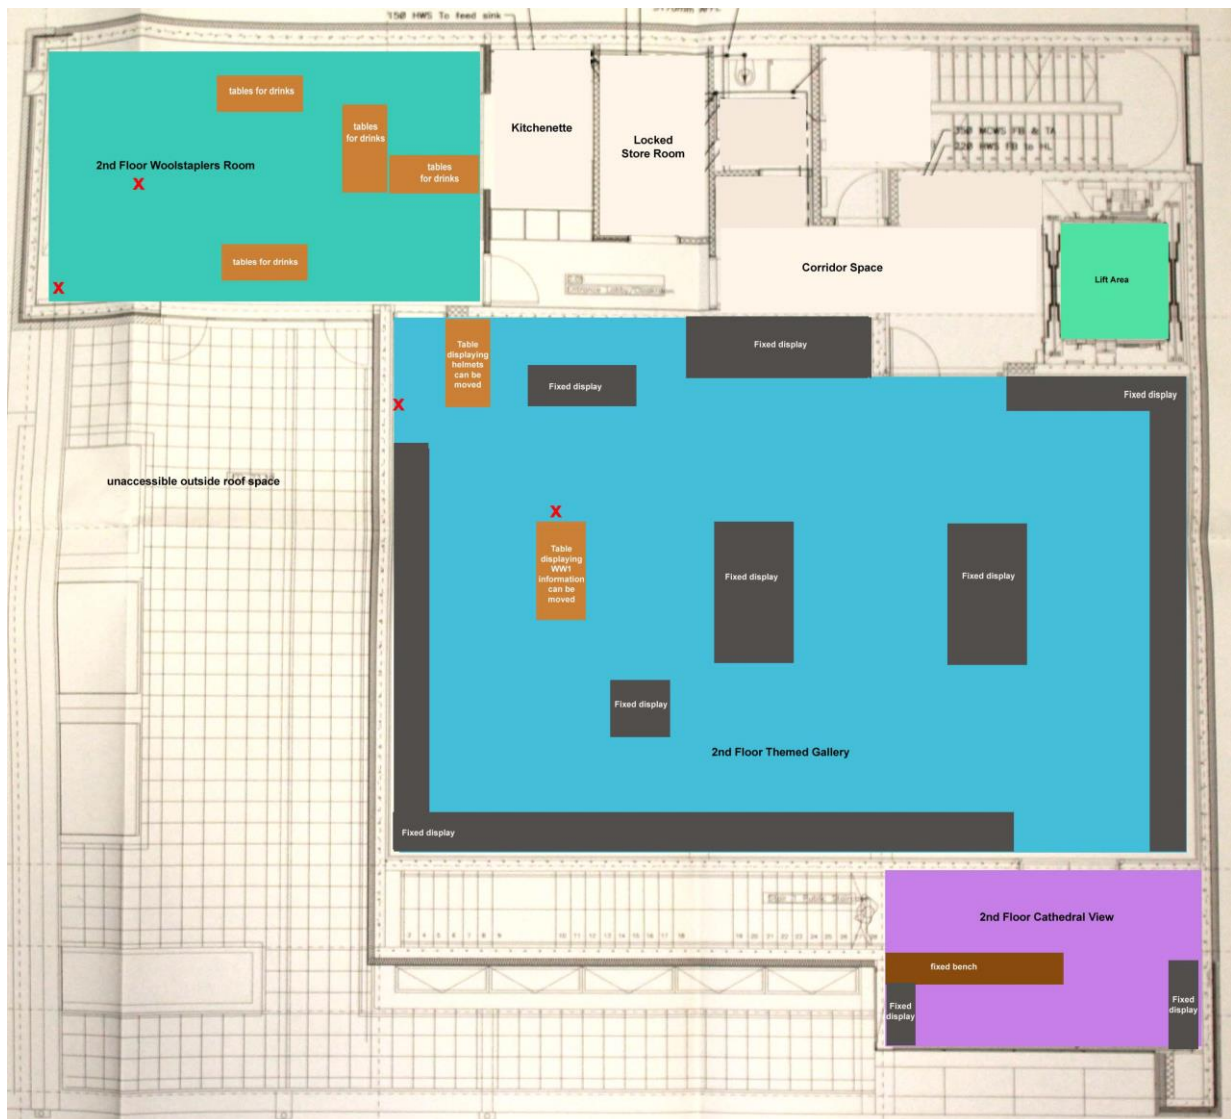 150 HWS To feed sink
tables for drinks
tables
for drinks
tables
for drinks
2nd Floor Woolstaplers Room
X
tables for drinks
X
Kitchenette
Locked
Store Room
350 MCWS FB & TA
220 HWS FB to HL
Corridor Space
Lift Area
Entrance Lobby/Cloakroom
Table
displaying
helmets
can be
moved
Fixed display
Fixed display
Fixed display
X
unaccessible outside roof space
X
Table
displaying
WW1
information
can be
moved
Fixed display
Fixed display
Fixed display
2nd Floor Themed Gallery
Fixed display
2nd Floor Cathedral View
fixed bench
Fixed
display
Fixed
display